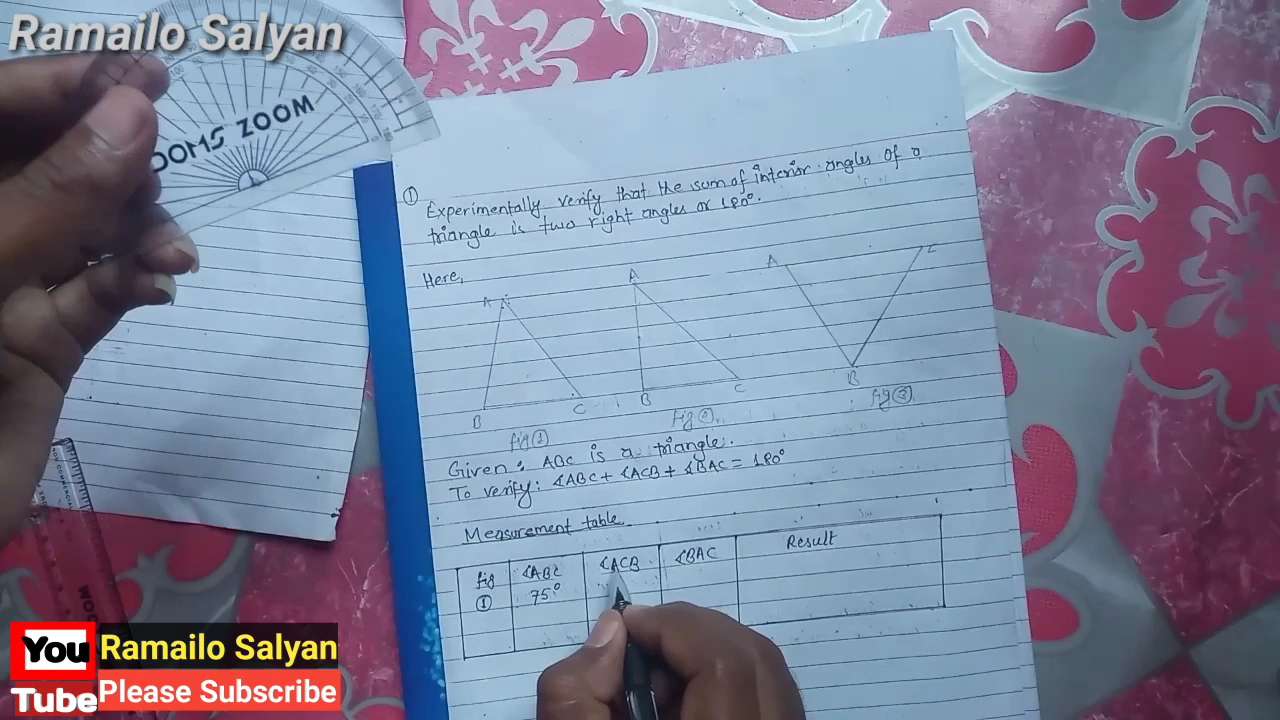 Ramailo Salyan
OOMS ZOOM
① Experimentally verify that the sum of interior angles of a
triangle is two right angles or 180°.
Here,
A
A
A
B
C
B
C
B
fig ①
fig ②
fig ③
Given : ABC is a triangle.
To verify: ∢ABC + ∢ACB + ∢BAC = 180°
Measurement table
fig ∢ABC ∢ACB ∢BAC Result
① 75°
You Tube
Ramailo Salyan
Please Subscribe